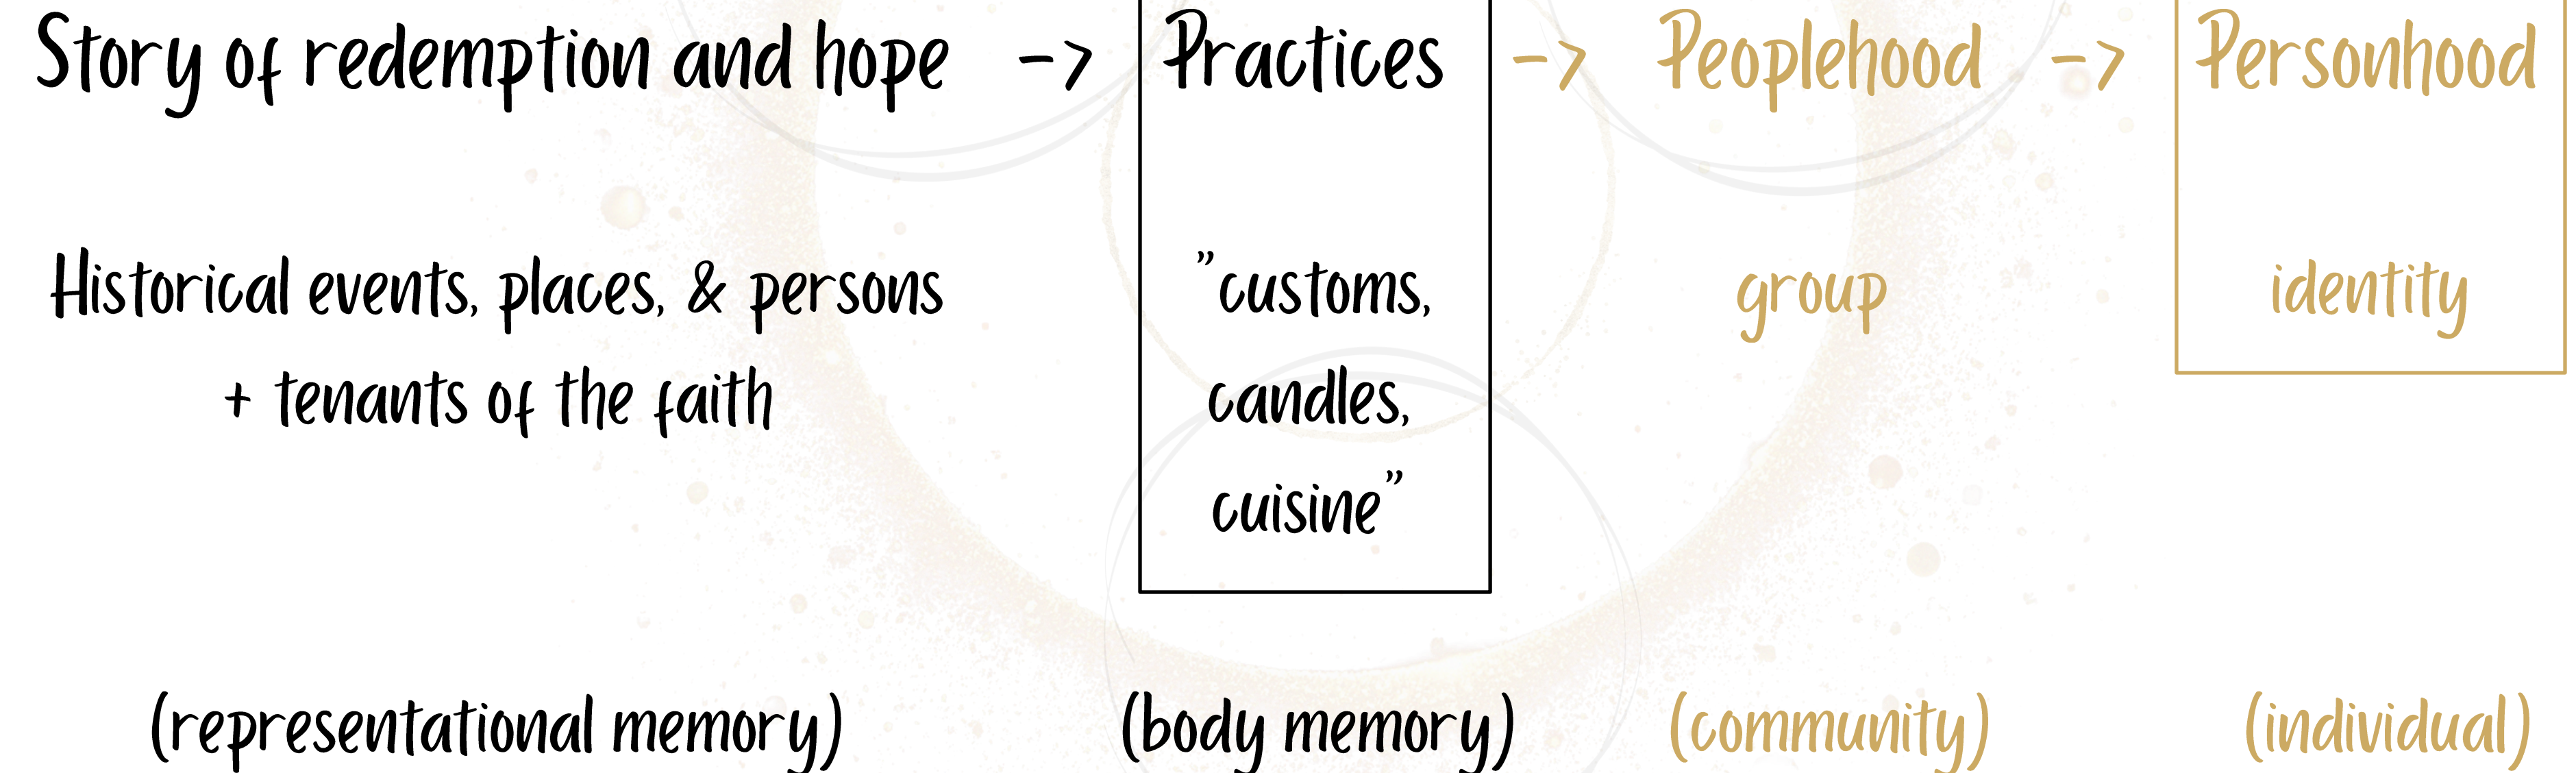 Story of redemption and hope -> Practices -> Peoplehood -> Personhood
Historical events, places, & persons ”customs, group identity
+ tenants of the faith candles,
cuisine”
(representational memory) (body memory) (community) (individual)